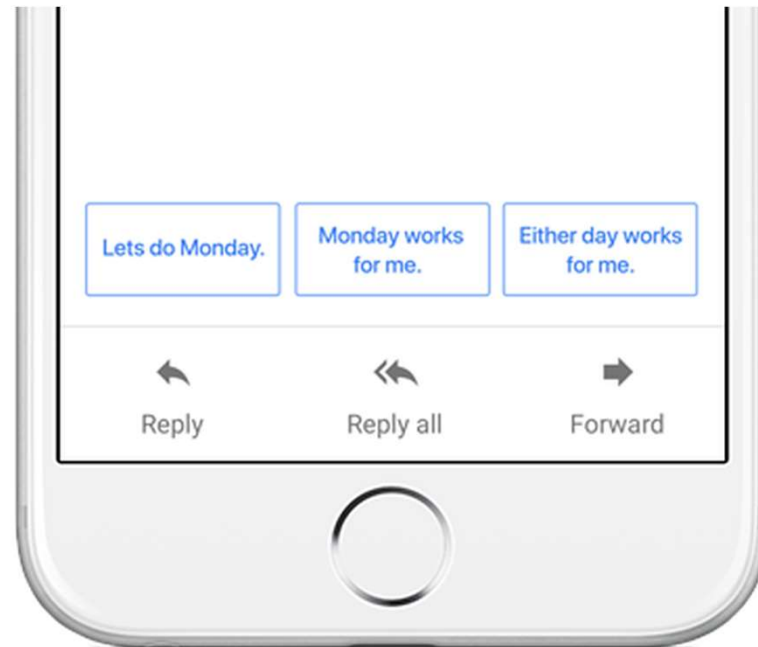 Lets do Monday.
Monday works
for me.
Either day works
for me.
Reply
Reply all
Forward